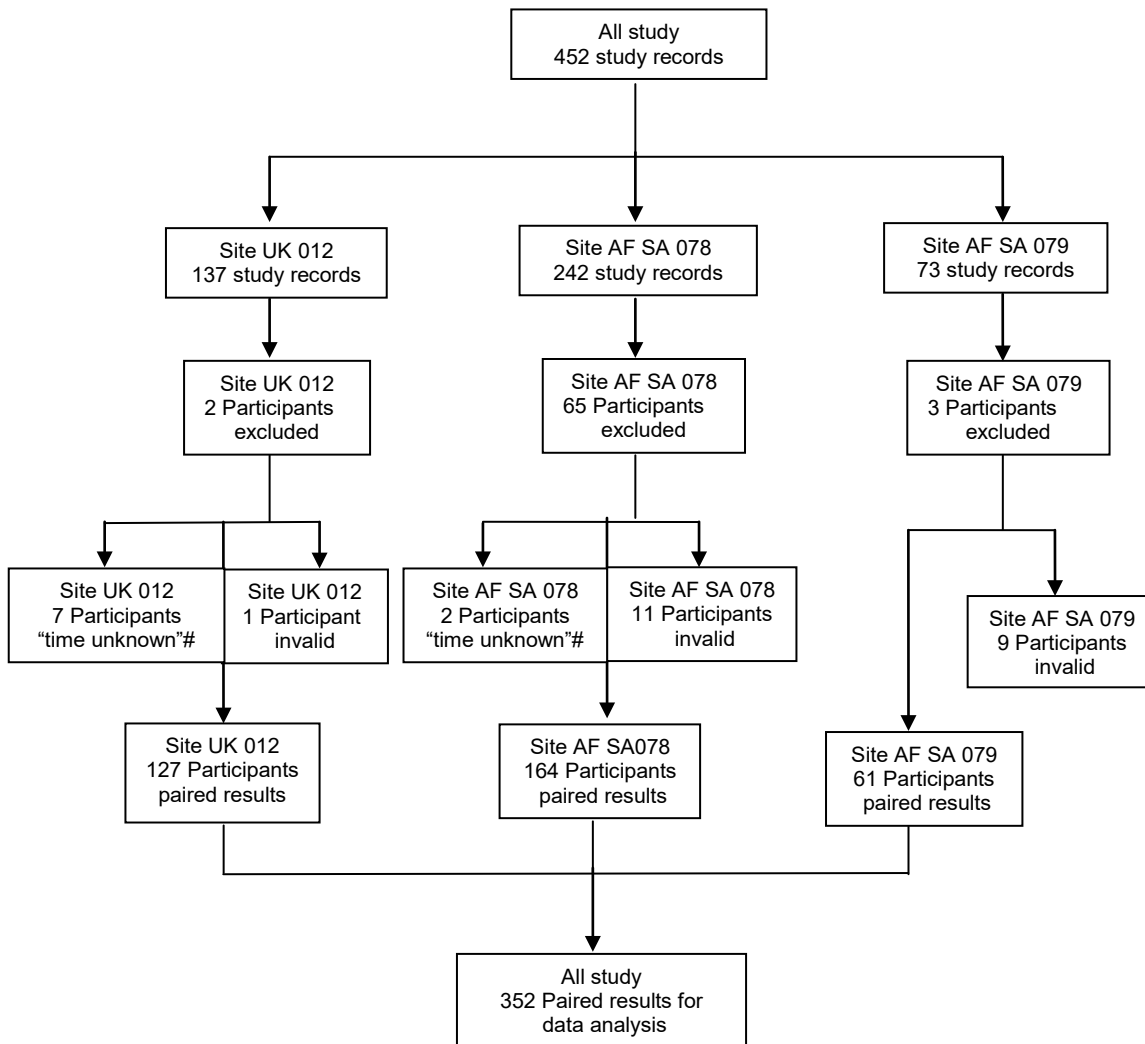 All study
452 study records
Site UK 012
137 study records
Site AF SA 078
242 study records
Site AF SA 079
73 study records
Site UK 012
2 Participants
excluded
Site AF SA 078
65 Participants
excluded
Site AF SA 079
3 Participants
excluded
Site UK 012
7 Participants
“time unknown”#
Site UK 012
1 Participant
invalid
Site AF SA 078
2 Participants
“time unknown”#
Site AF SA 078
11 Participants
invalid
Site AF SA 079
9 Participants
invalid
Site UK 012
127 Participants
paired results
Site AF SA078
164 Participants
paired results
Site AF SA 079
61 Participants
paired results
All study
352 Paired results for
data analysis